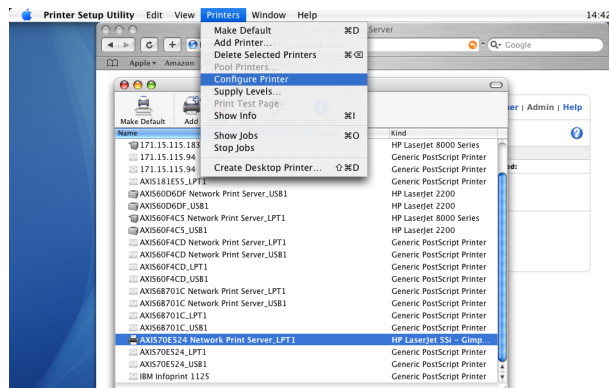 Printer Setup Utility Edit View Printers Window Help 14:42
Server
Google
Apple Amazon
Make Default ⌘D
Add Printer...
Delete Selected Printers ⌘⌫
Pool Printers...
Configure Printer
Supply Levels...
Print Test Page
Show Info ⌘I
Show Jobs ⌘O
Stop Jobs
Create Desktop Printer... ⇧⌘D
Make Default Add
Admin | Help
Name Kind
171.15.115.183 HP LaserJet 8000 Series
171.15.115.94 Generic PostScript Printer
171.15.115.94 Generic PostScript Printer
AXIS181E55_LPT1 Generic PostScript Printer
AXIS60D6DF Network Print Server_USB1 HP LaserJet 2200
AXIS60D6DF_USB1 HP LaserJet 2200
AXIS60F4C5 Network Print Server_LPT1 HP LaserJet 8000 Series
AXIS60F4C5_USB1 HP LaserJet 2200
AXIS60F4CD Network Print Server_LPT1 Generic PostScript Printer
AXIS60F4CD Network Print Server_USB1 Generic PostScript Printer
AXIS60F4CD_LPT1 Generic PostScript Printer
AXIS60F4CD_USB1 Generic PostScript Printer
AXIS6B701C Network Print Server_LPT1 Generic PostScript Printer
AXIS6B701C Network Print Server_USB1 Generic PostScript Printer
AXIS6B701C_LPT1 Generic PostScript Printer
AXIS6B701C_USB1 Generic PostScript Printer
AXIS70E524 Network Print Server_LPT1 HP LaserJet 5Si – Gimp...
AXIS70E524_LPT1 Generic PostScript Printer
AXIS70E524_USB1 Generic PostScript Printer
IBM Infoprint 1125 Generic PostScript Printer